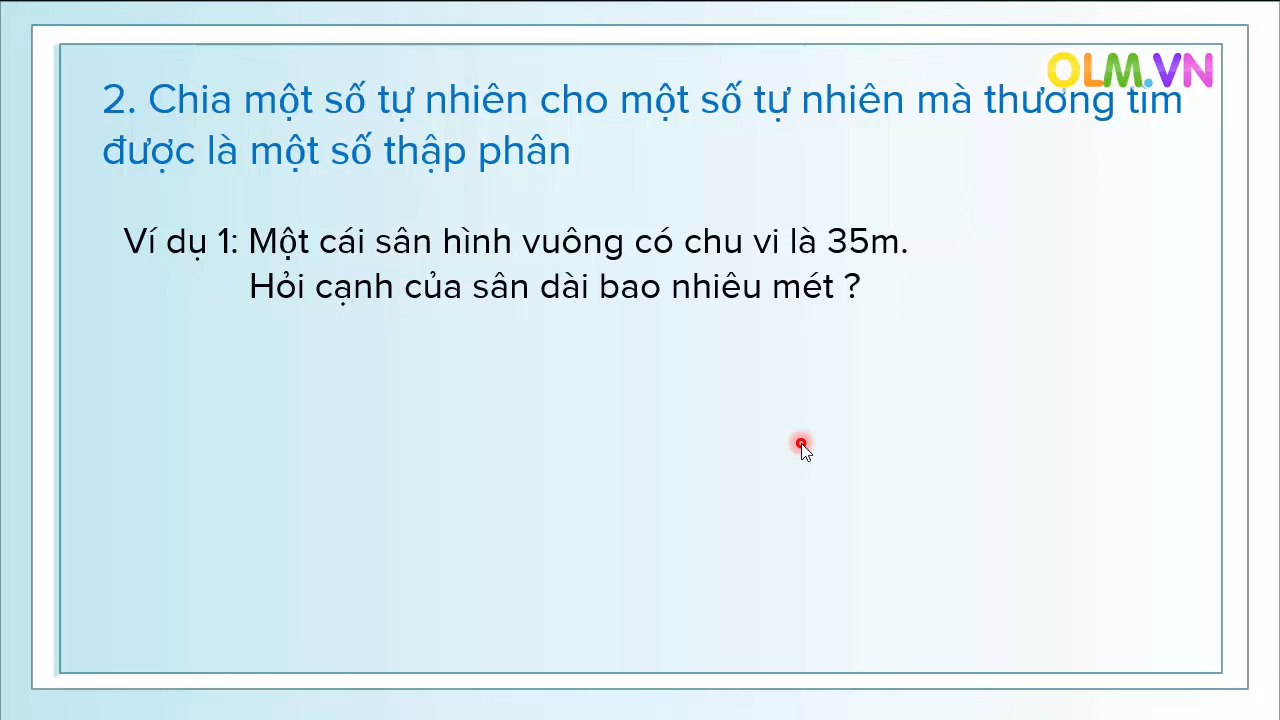 OLM.VN
2. Chia một số tự nhiên cho một số tự nhiên mà thương tìm
được là một số thập phân
Ví dụ 1: Một cái sân hình vuông có chu vi là 35m.
Hỏi cạnh của sân dài bao nhiêu mét ?